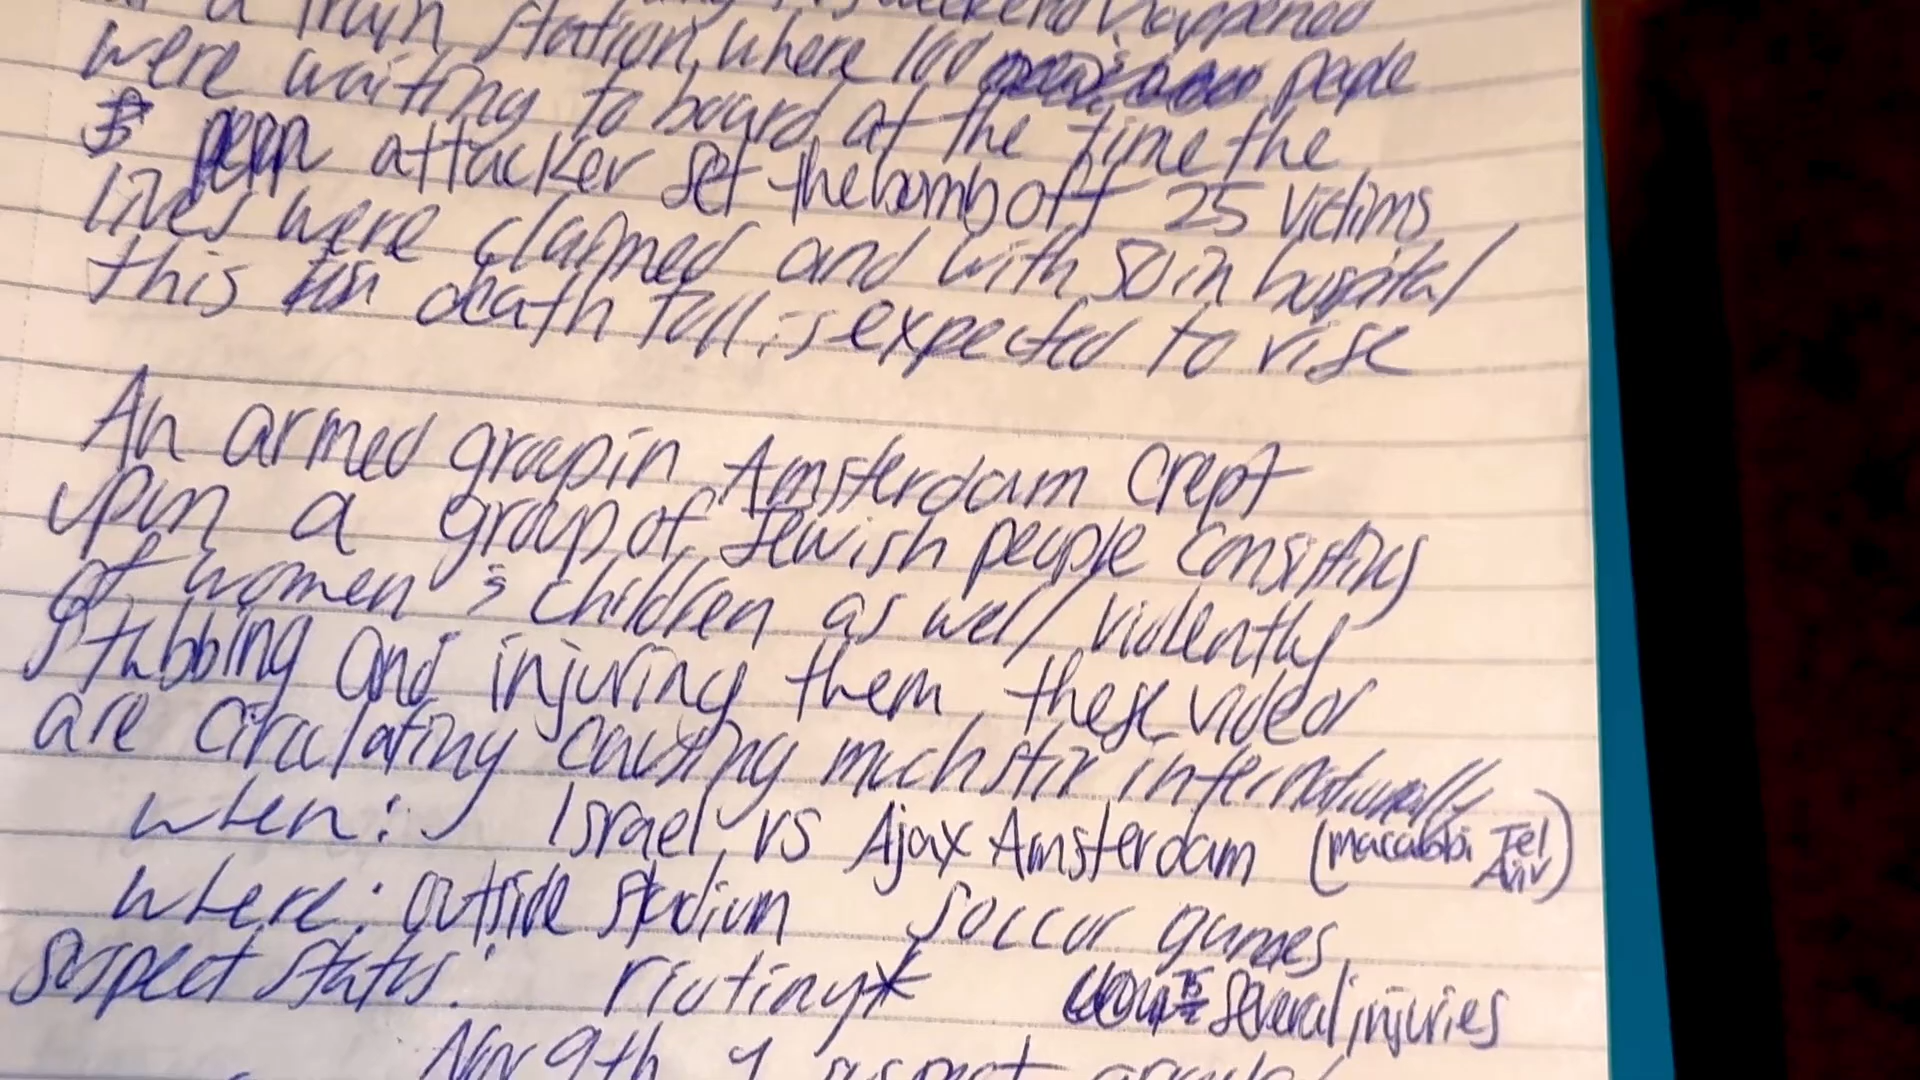 a train station, where 100 people
were waiting to board at the time the
attacker set the bomb off 25 victims
lives were claimed and with 50 in hospital
this death toll is expected to rise
An armed group in Amsterdam crept
upon a group of Jewish people consisting
of women & children as well violently
stabbing and injuring them, these videos
are circulating causing much stir internationally
when: Israel vs Ajax Amsterdam (macabbi Tel Aviv)
where: outside stadium soccor games
suspect status: rioting* several injuries
Nov 9th